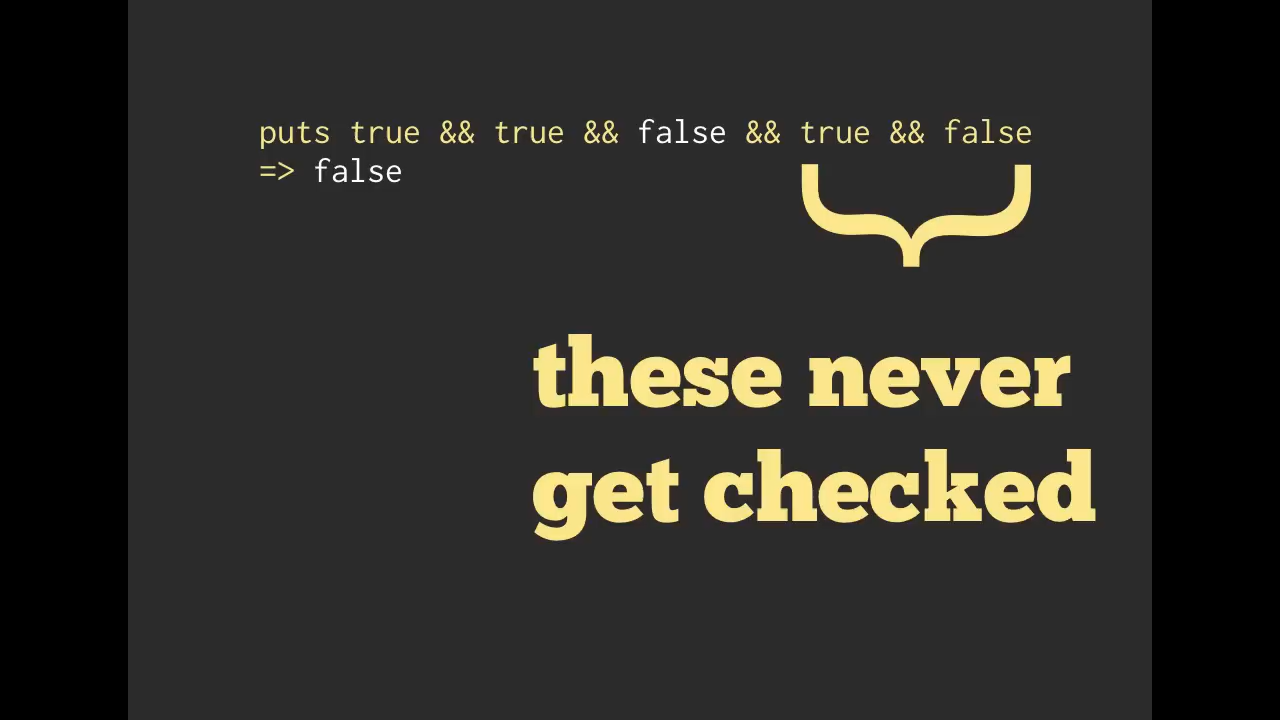 puts true && true && false && true && false
=> false
these never
get checked